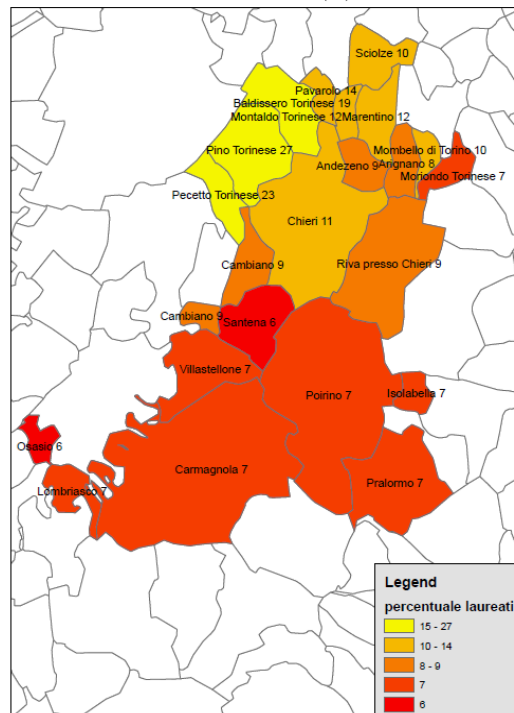 Sciolze 10
Pavarolo 14
Baldissero Torinese 19
Montaldo Torinese 12
Marentino 12
Pino Torinese 27
Mombello di Torino 10
Andezeno 9
Arignano 8
Moriondo Torinese 7
Pecetto Torinese 23
Chieri 11
Cambiano 9
Riva presso Chieri 9
Cambiano 9
Santena 6
Villastellone 7
Poirino 7
Isolabella 7
Osasio 6
Carmagnola 7
Pralormo 7
Lombriasco 7
Legend
percentuale laureati
15 - 27
10 - 14
8 - 9
7
6